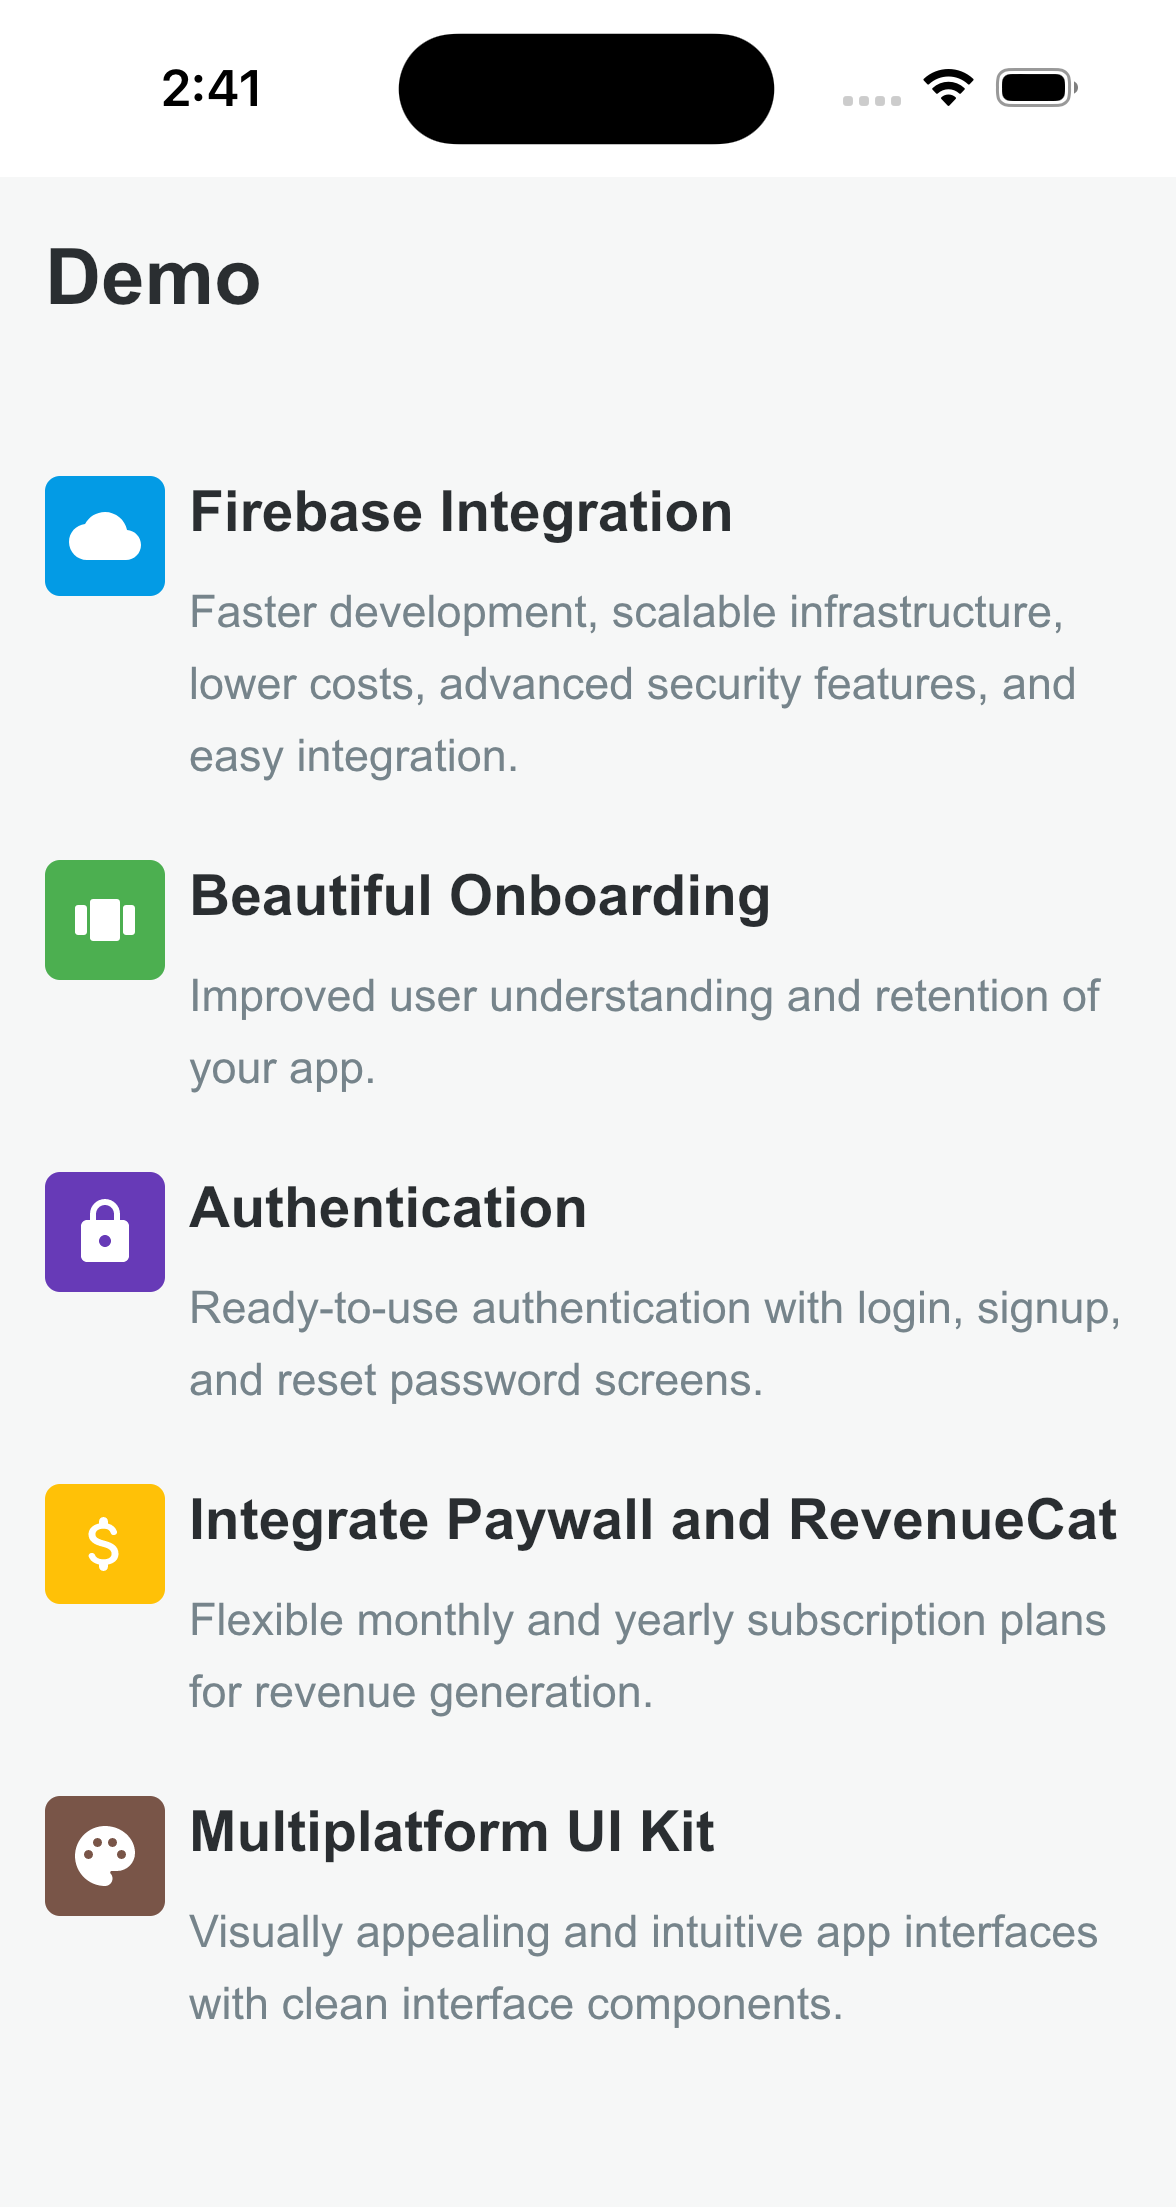 2:41
Demo
Firebase Integration
Faster development, scalable infrastructure,
lower costs, advanced security features, and
easy integration.
Beautiful Onboarding
Improved user understanding and retention of
your app.
Authentication
Ready-to-use authentication with login, signup,
and reset password screens.
$
Integrate Paywall and RevenueCat
Flexible monthly and yearly subscription plans
for revenue generation.
Multiplatform UI Kit
Visually appealing and intuitive app interfaces
with clean interface components.